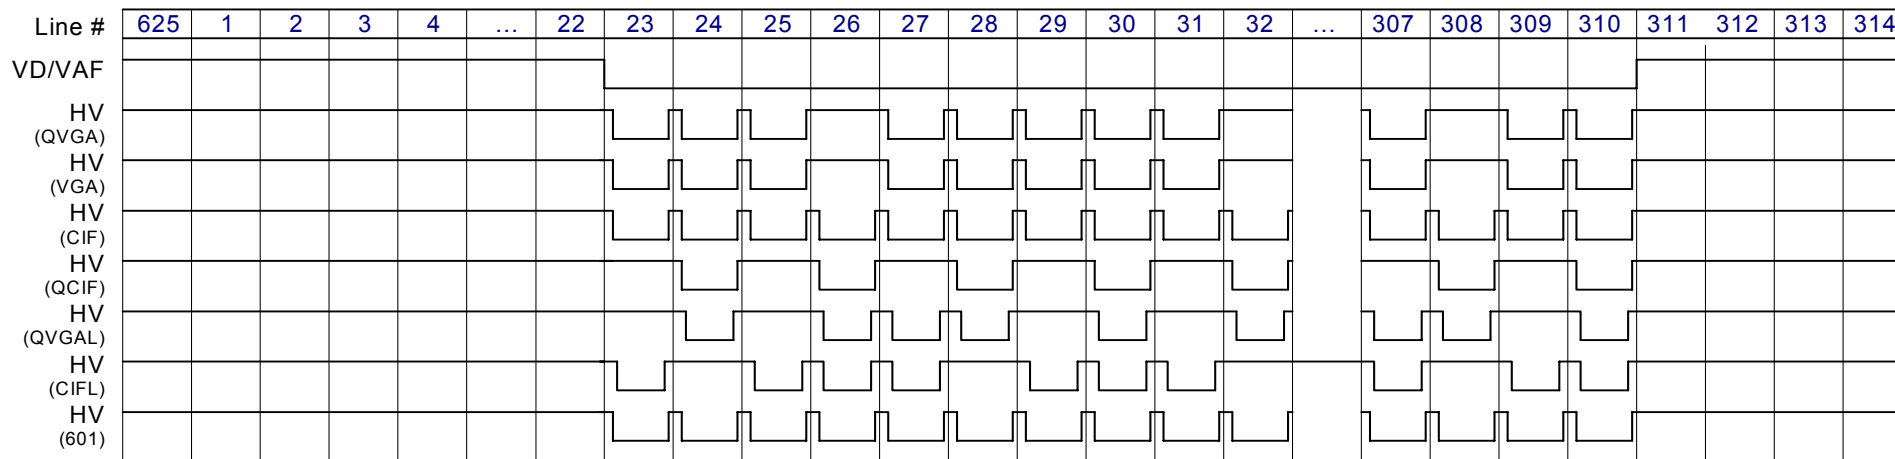 Line # 625 1 2 3 4 ... 22 23 24 25 26 27 28 29 30 31 32 ... 307 308 309 310 311 312 313 314
VD/VAF
HV
(QVGA)
HV
(VGA)
HV
(CIF)
HV
(QCIF)
HV
(QVGAL)
HV
(CIFL)
HV
(601)